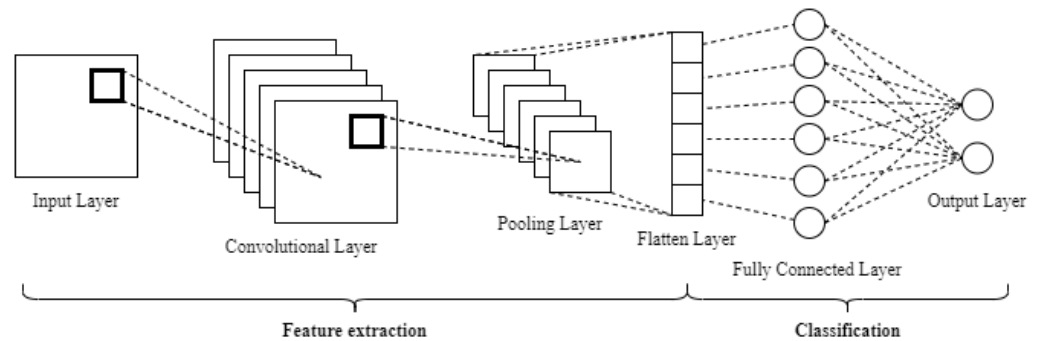 Input Layer
Convolutional Layer
Pooling Layer
Flatten Layer
Fully Connected Layer
Output Layer
Feature extraction
Classification